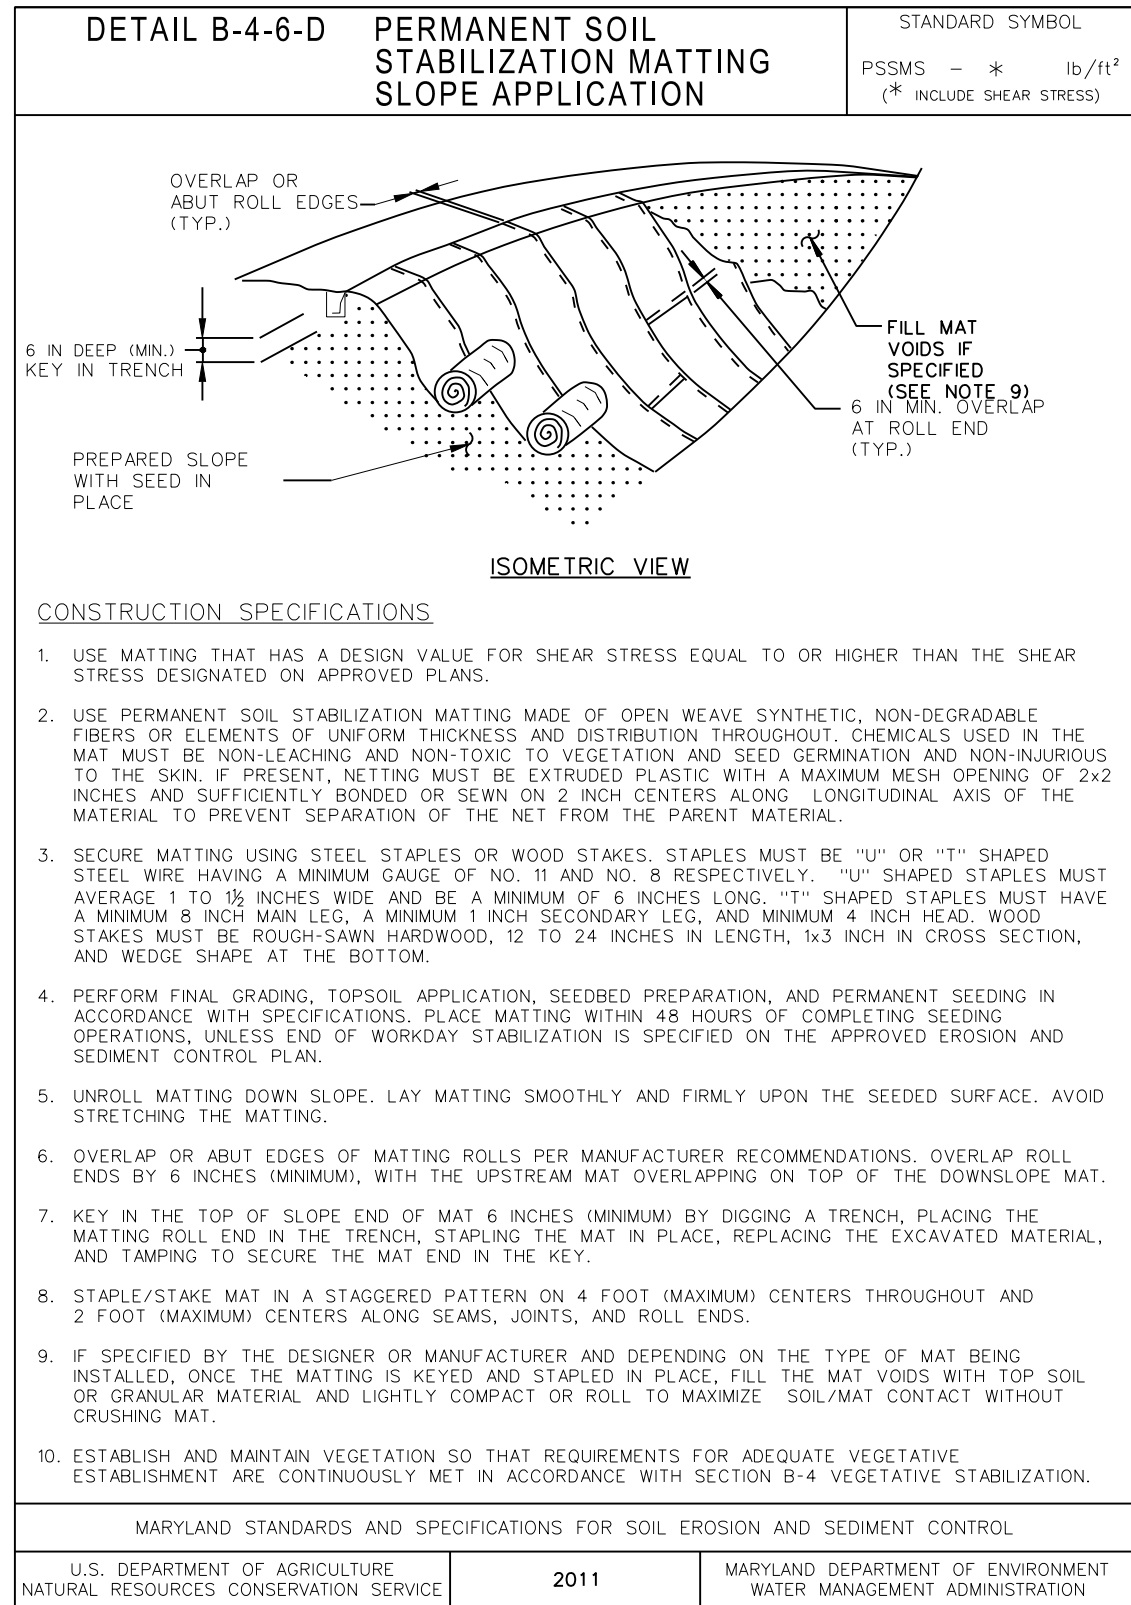 DETAIL B-4-6-D
PERMANENT SOIL
STABILIZATION MATTING
SLOPE APPLICATION
STANDARD SYMBOL
PSSMS - * lb/ft²
(* INCLUDE SHEAR STRESS)
OVERLAP OR
ABUT ROLL EDGES
(TYP.)
6 IN DEEP (MIN.)
KEY IN TRENCH
PREPARED SLOPE
WITH SEED IN
PLACE
FILL MAT
VOIDS IF
SPECIFIED
(SEE NOTE 9)
6 IN MIN. OVERLAP
AT ROLL END
(TYP.)
ISOMETRIC VIEW
CONSTRUCTION SPECIFICATIONS
1. USE MATTING THAT HAS A DESIGN VALUE FOR SHEAR STRESS EQUAL TO OR HIGHER THAN THE SHEAR
STRESS DESIGNATED ON APPROVED PLANS.
2. USE PERMANENT SOIL STABILIZATION MATTING MADE OF OPEN WEAVE SYNTHETIC, NON-DEGRADABLE
FIBERS OR ELEMENTS OF UNIFORM THICKNESS AND DISTRIBUTION THROUGHOUT. CHEMICALS USED IN THE
MAT MUST BE NON-LEACHING AND NON-TOXIC TO VEGETATION AND SEED GERMINATION AND NON-INJURIOUS
TO THE SKIN. IF PRESENT, NETTING MUST BE EXTRUDED PLASTIC WITH A MAXIMUM MESH OPENING OF 2x2
INCHES AND SUFFICIENTLY BONDED OR SEWN ON 2 INCH CENTERS ALONG LONGITUDINAL AXIS OF THE
MATERIAL TO PREVENT SEPARATION OF THE NET FROM THE PARENT MATERIAL.
3. SECURE MATTING USING STEEL STAPLES OR WOOD STAKES. STAPLES MUST BE "U" OR "T" SHAPED
STEEL WIRE HAVING A MINIMUM GAUGE OF NO. 11 AND NO. 8 RESPECTIVELY. "U" SHAPED STAPLES MUST
AVERAGE 1 TO 1½ INCHES WIDE AND BE A MINIMUM OF 6 INCHES LONG. "T" SHAPED STAPLES MUST HAVE
A MINIMUM 8 INCH MAIN LEG, A MINIMUM 1 INCH SECONDARY LEG, AND MINIMUM 4 INCH HEAD. WOOD
STAKES MUST BE ROUGH-SAWN HARDWOOD, 12 TO 24 INCHES IN LENGTH, 1x3 INCH IN CROSS SECTION,
AND WEDGE SHAPE AT THE BOTTOM.
4. PERFORM FINAL GRADING, TOPSOIL APPLICATION, SEEDBED PREPARATION, AND PERMANENT SEEDING IN
ACCORDANCE WITH SPECIFICATIONS. PLACE MATTING WITHIN 48 HOURS OF COMPLETING SEEDING
OPERATIONS, UNLESS END OF WORKDAY STABILIZATION IS SPECIFIED ON THE APPROVED EROSION AND
SEDIMENT CONTROL PLAN.
5. UNROLL MATTING DOWN SLOPE. LAY MATTING SMOOTHLY AND FIRMLY UPON THE SEEDED SURFACE. AVOID
STRETCHING THE MATTING.
6. OVERLAP OR ABUT EDGES OF MATTING ROLLS PER MANUFACTURER RECOMMENDATIONS. OVERLAP ROLL
ENDS BY 6 INCHES (MINIMUM), WITH THE UPSTREAM MAT OVERLAPPING ON TOP OF THE DOWNSLOPE MAT.
7. KEY IN THE TOP OF SLOPE END OF MAT 6 INCHES (MINIMUM) BY DIGGING A TRENCH, PLACING THE
MATTING ROLL END IN THE TRENCH, STAPLING THE MAT IN PLACE, REPLACING THE EXCAVATED MATERIAL,
AND TAMPING TO SECURE THE MAT END IN THE KEY.
8. STAPLE/STAKE MAT IN A STAGGERED PATTERN ON 4 FOOT (MAXIMUM) CENTERS THROUGHOUT AND
2 FOOT (MAXIMUM) CENTERS ALONG SEAMS, JOINTS, AND ROLL ENDS.
9. IF SPECIFIED BY THE DESIGNER OR MANUFACTURER AND DEPENDING ON THE TYPE OF MAT BEING
INSTALLED, ONCE THE MATTING IS KEYED AND STAPLED IN PLACE, FILL THE MAT VOIDS WITH TOP SOIL
OR GRANULAR MATERIAL AND LIGHTLY COMPACT OR ROLL TO MAXIMIZE SOIL/MAT CONTACT WITHOUT
CRUSHING MAT.
10. ESTABLISH AND MAINTAIN VEGETATION SO THAT REQUIREMENTS FOR ADEQUATE VEGETATIVE
ESTABLISHMENT ARE CONTINUOUSLY MET IN ACCORDANCE WITH SECTION B-4 VEGETATIVE STABILIZATION.
MARYLAND STANDARDS AND SPECIFICATIONS FOR SOIL EROSION AND SEDIMENT CONTROL
U.S. DEPARTMENT OF AGRICULTURE
NATURAL RESOURCES CONSERVATION SERVICE
2011
MARYLAND DEPARTMENT OF ENVIRONMENT
WATER MANAGEMENT ADMINISTRATION